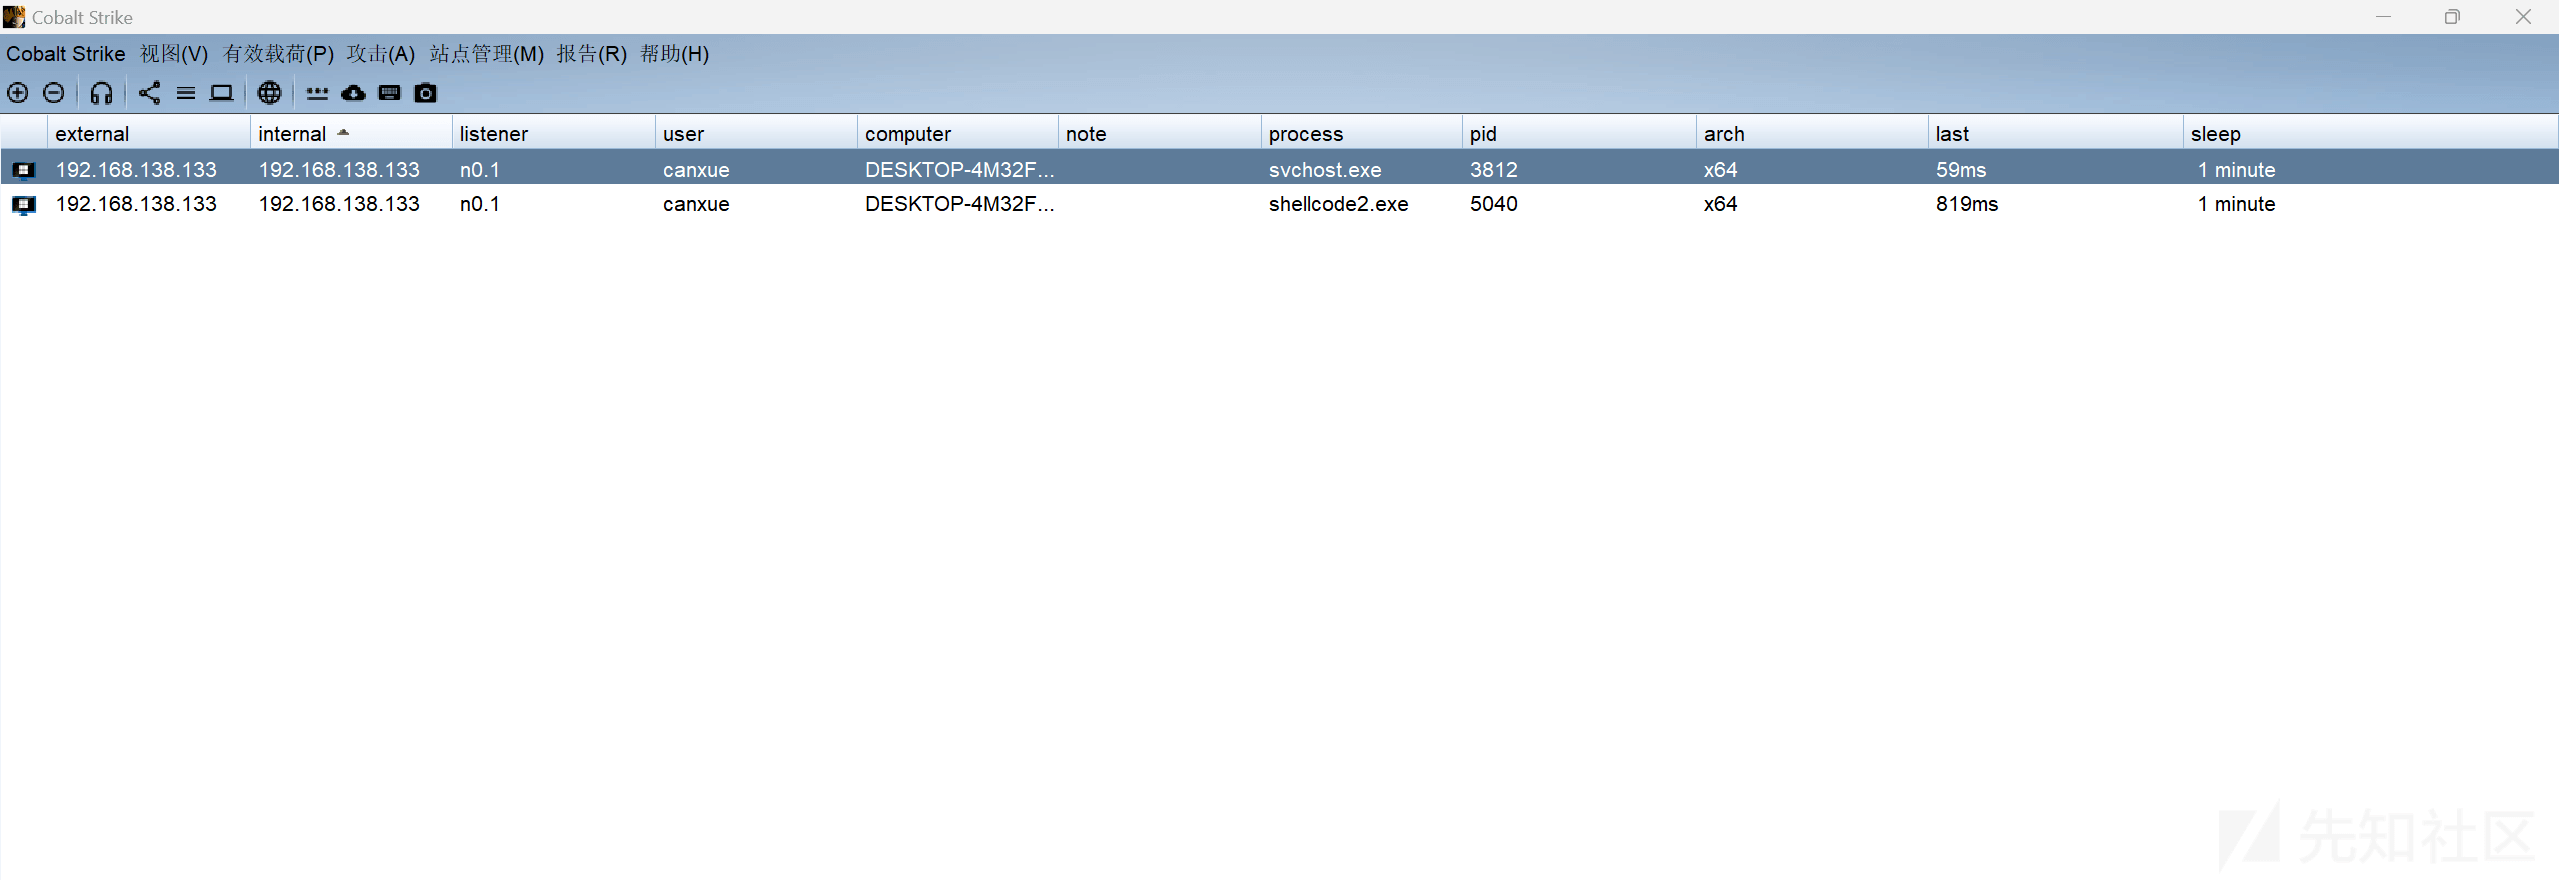 Cobalt Strike
Cobalt Strike 视图(V) 有效载荷(P) 攻击(A) 站点管理(M) 报告(R) 帮助(H)
external internal listener user computer note process pid arch last sleep
192.168.138.133 192.168.138.133 n0.1 canxue DESKTOP-4M32F... svchost.exe 3812 x64 59ms 1 minute
192.168.138.133 192.168.138.133 n0.1 canxue DESKTOP-4M32F... shellcode2.exe 5040 x64 819ms 1 minute
先知社区